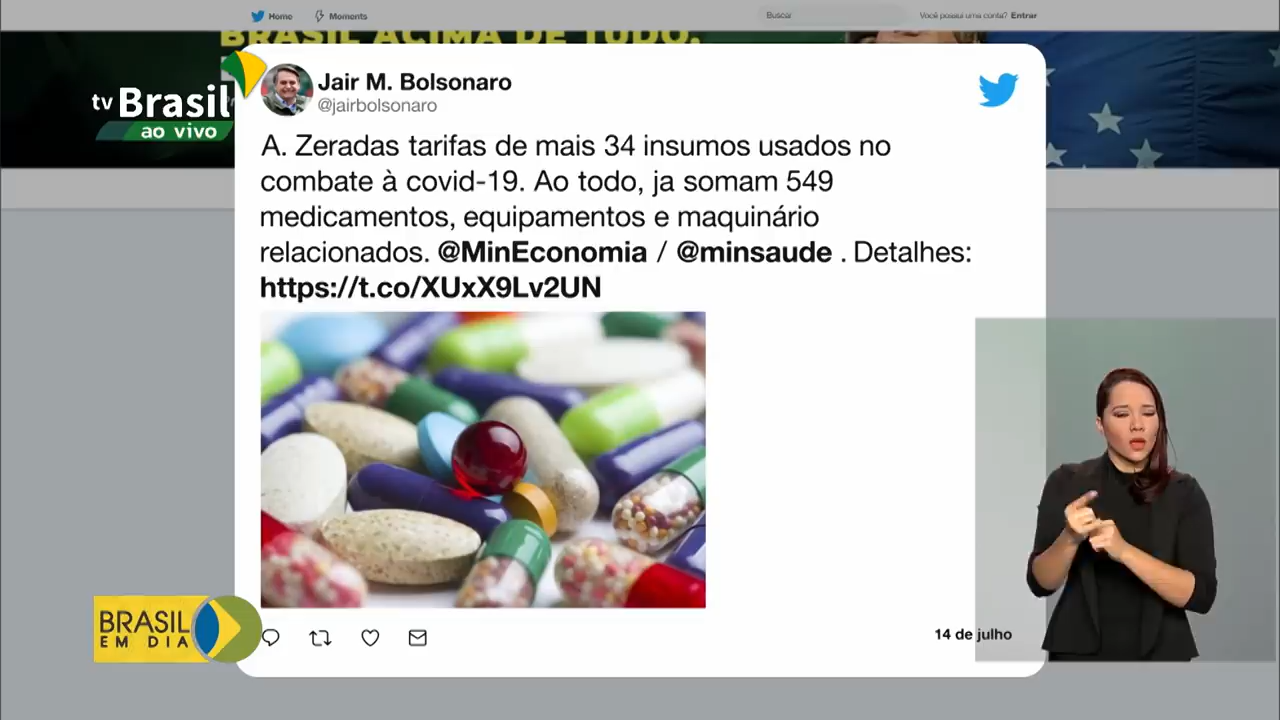 Home
Moments
Buscar
Você possui uma conta? Entrar
BRASIL ACIMA DE TUDO,
tv Brasil
ao vivo
Jair M. Bolsonaro
@jairbolsonaro
A. Zeradas tarifas de mais 34 insumos usados no
combate à covid-19. Ao todo, ja somam 549
medicamentos, equipamentos e maquinário
relacionados. @MinEconomia / @minsaude . Detalhes:
https://t.co/XUxX9Lv2UN
14 de julho
BRASIL
EM DIA